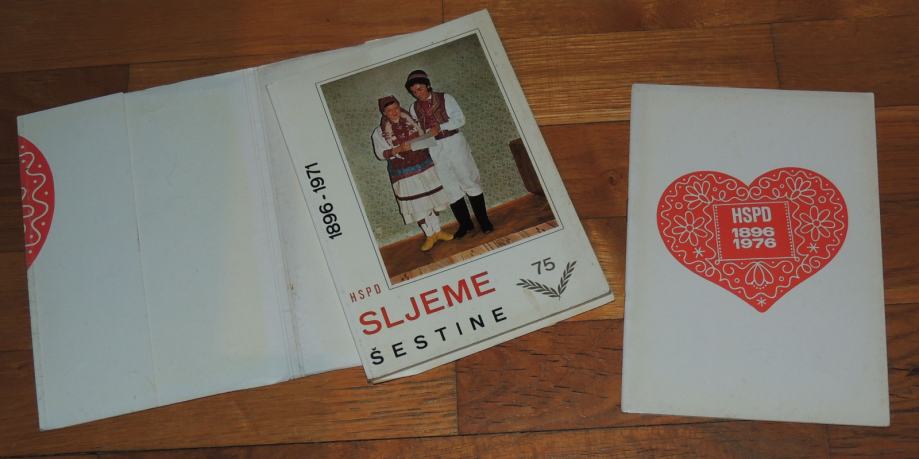 1896 - 1971
75
HSPD
SLJEME
ŠESTINE
HSPD
1896
1976